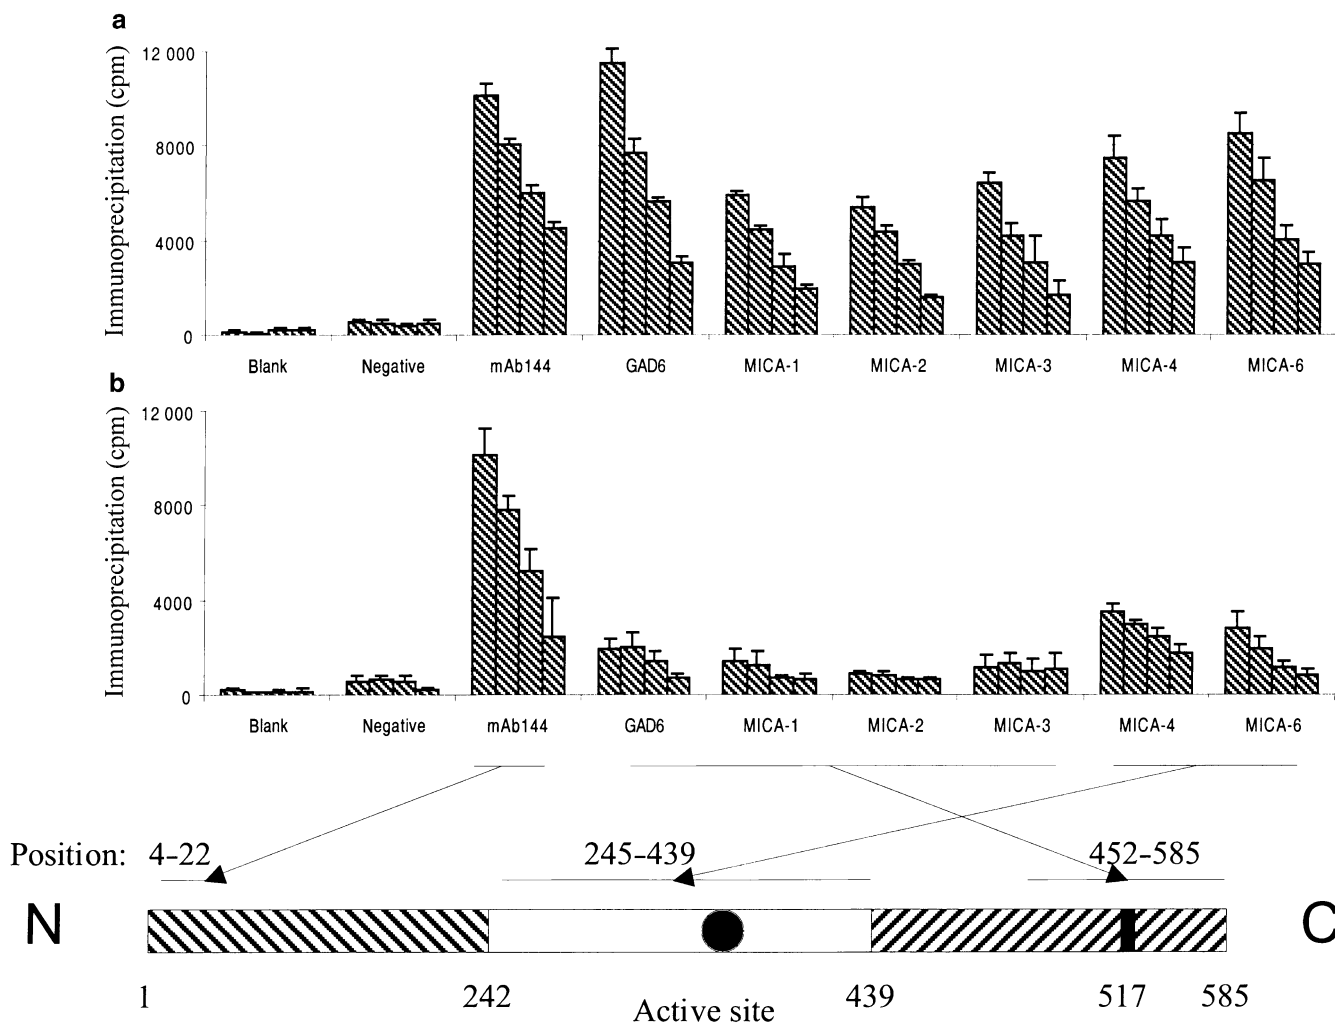 a
Immunoprecipitation (cpm)
12 000
8000
4000
0
Blank Negative mAb144 GAD6 MICA-1 MICA-2 MICA-3 MICA-4 MICA-6
b
Immunoprecipitation (cpm)
12 000
8000
4000
0
Blank Negative mAb144 GAD6 MICA-1 MICA-2 MICA-3 MICA-4 MICA-6
Position: 4-22 245-439 452-585
N C
1 242 Active site 439 517 585